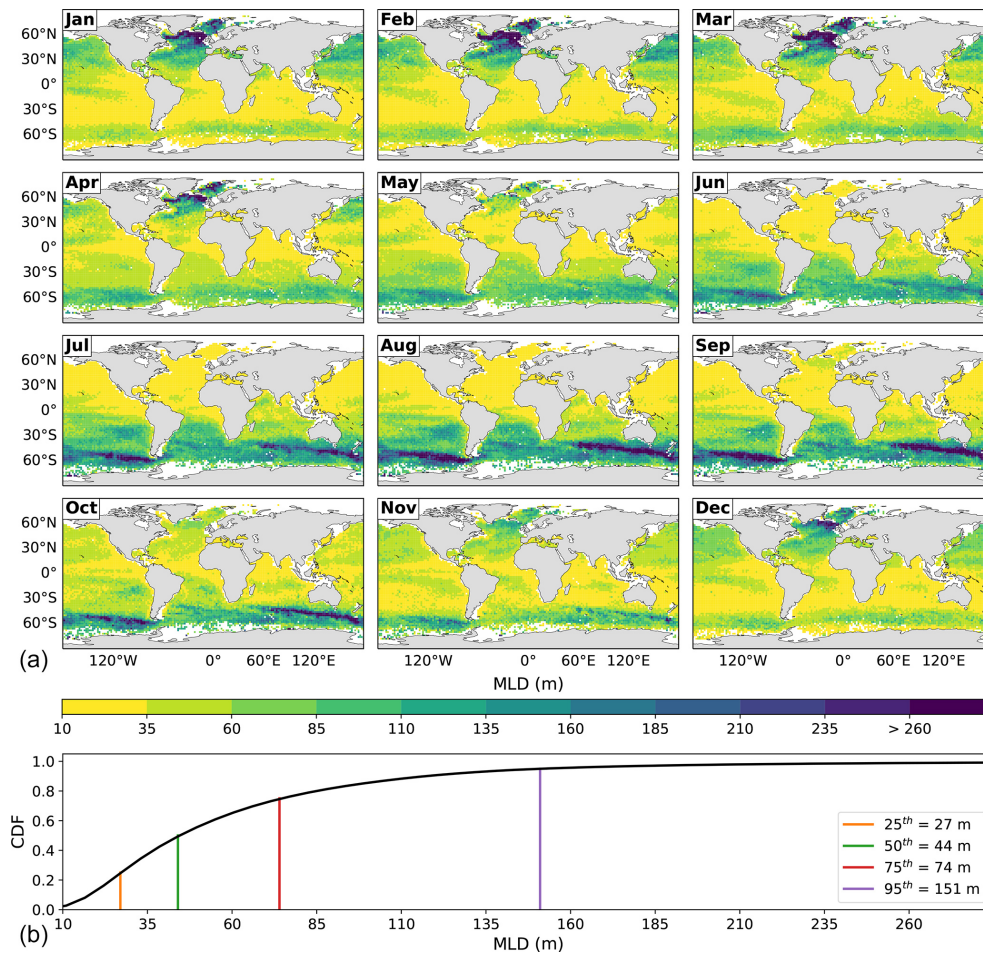 Jan Feb Mar
60°N
30°N
0°
30°S
60°S
Apr May Jun
60°N
30°N
0°
30°S
60°S
Jul Aug Sep
60°N
30°N
0°
30°S
60°S
Oct Nov Dec
60°N
30°N
0°
30°S
60°S
(a)
120°W 0° 60°E 120°E 120°W 0° 60°E 120°E 120°W 0° 60°E 120°E
MLD (m)
10 35 60 85 110 135 160 185 210 235 > 260
1.0
0.8
0.6
0.4
0.2
0.0
CDF
25th = 27 m
50th = 44 m
75th = 74 m
95th = 151 m
10 35 60 85 110 135 160 185 210 235 260
(b)
MLD (m)